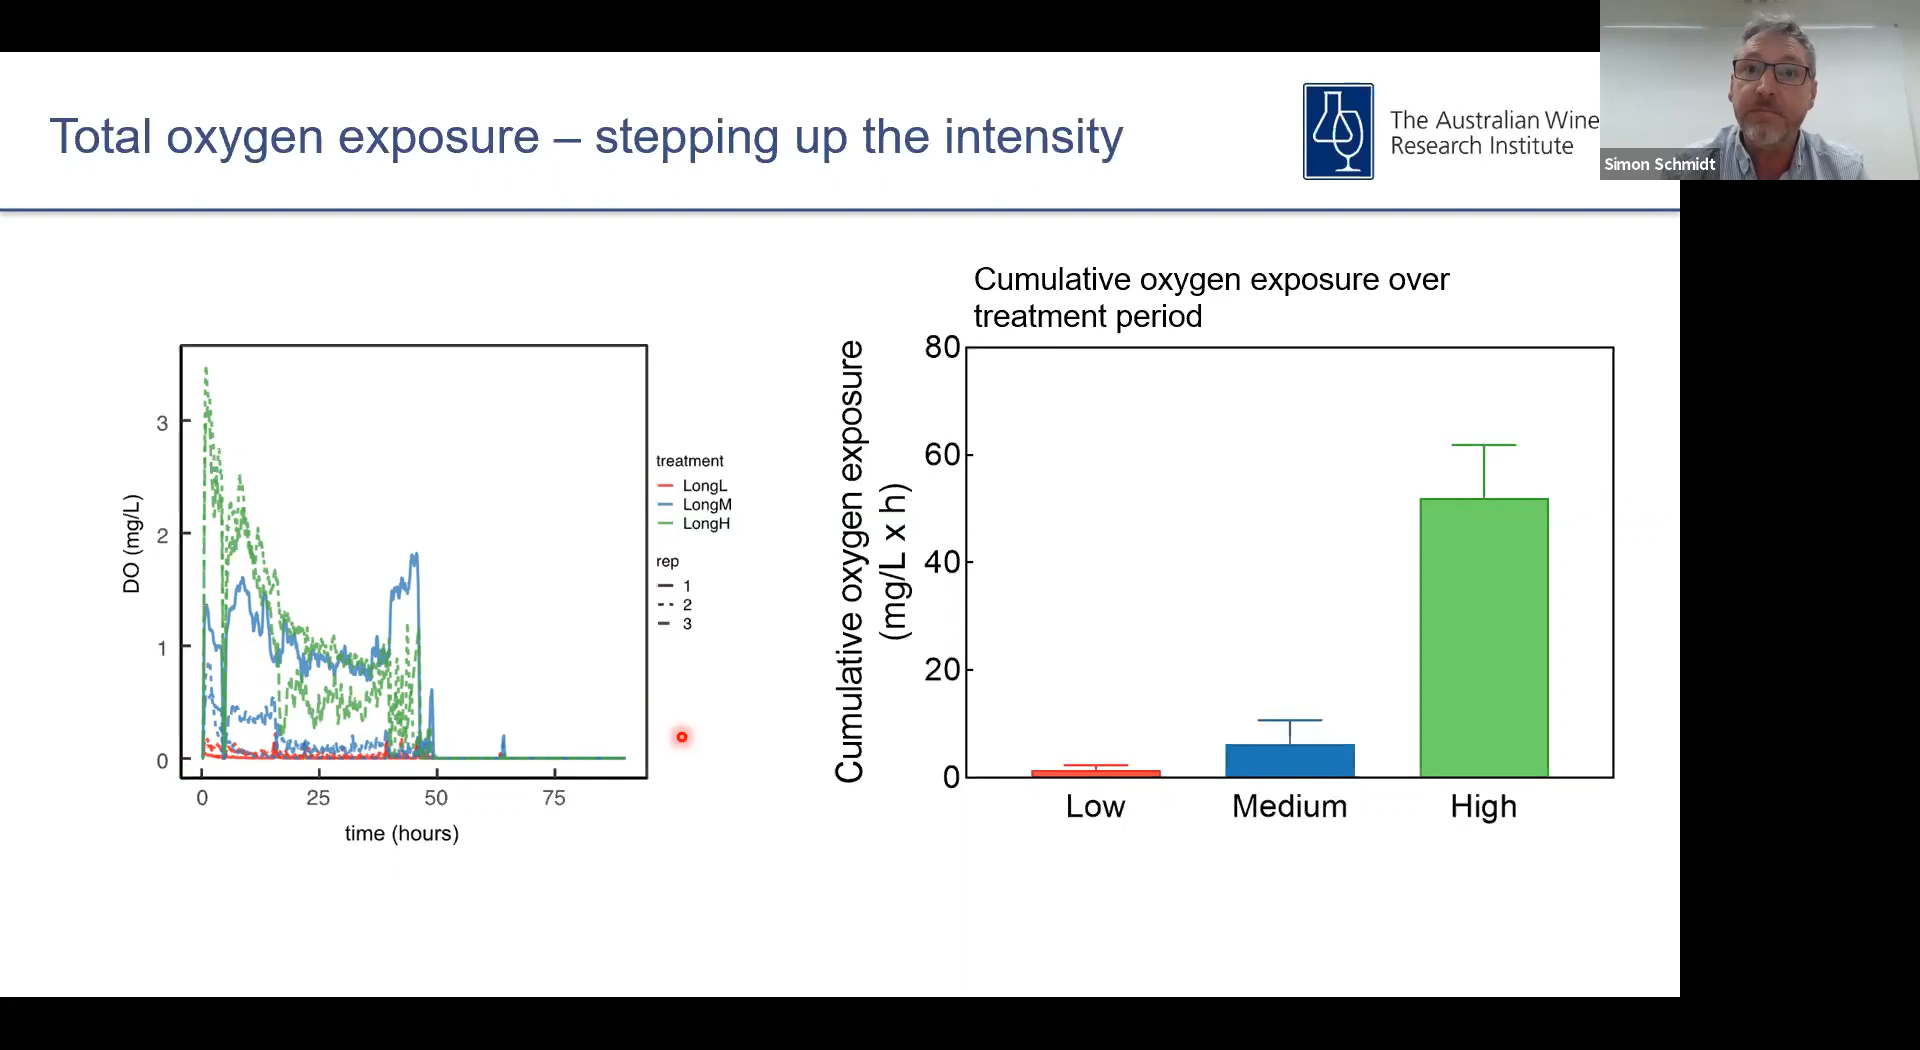 Total oxygen exposure – stepping up the intensity
The Australian Wine
Research Institute
Simon Schmidt
DO (mg/L)
3
2
1
0
0 25 50 75
time (hours)
treatment
LongL
LongM
LongH
rep
1
2
3
Cumulative oxygen exposure over
treatment period
Cumulative oxygen exposure
(mg/L x h)
80
60
40
20
0
Low Medium High